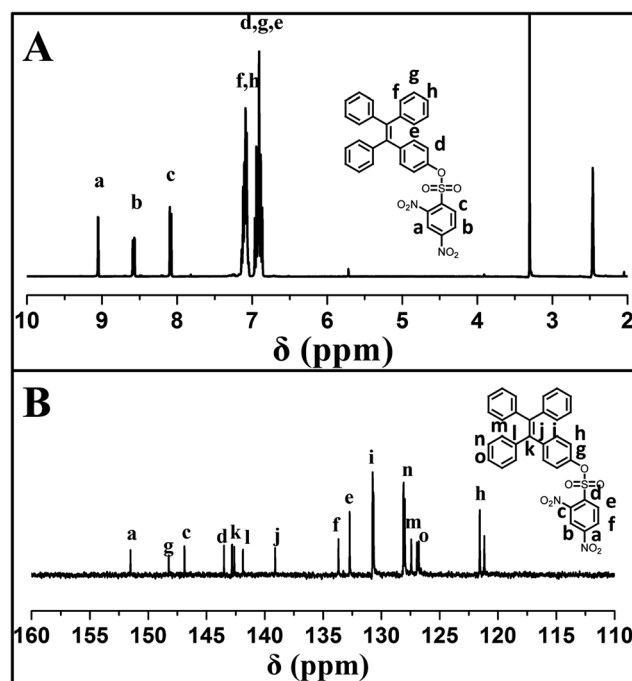 A
d,g,e
f,h
a
b
c
g
f
h
e
d
O
O=S=O
O₂N
c
a
b
NO₂
10 9 8 7 6 5 4 3 2
δ (ppm)
B
a
g
c
d
k
l
j
f
e
i
n
m
o
h
m
l
j
i
h
n
k
g
o
O
O=S=O
d
O₂N
c
e
b
a
f
NO₂
160 155 150 145 140 135 130 125 120 115 110
δ (ppm)